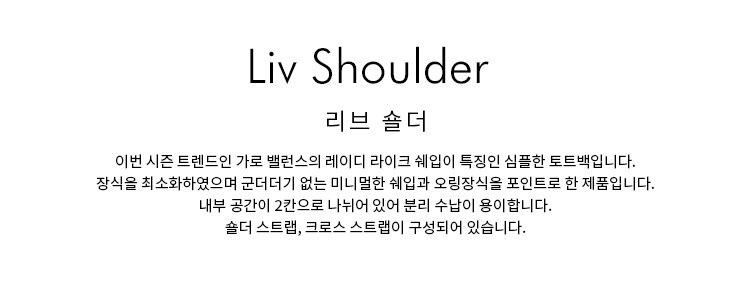 Liv Shoulder
리브 숄더
이번 시즌 트렌드인 가로 밸런스의 레이디 라이크 쉐입이 특징인 심플한 토트백입니다.
장식을 최소화하였으며 군더더기 없는 미니멀한 쉐입과 오링장식을 포인트로 한 제품입니다.
내부 공간이 2칸으로 나뉘어 있어 분리 수납이 용이합니다.
숄더 스트랩, 크로스 스트랩이 구성되어 있습니다.